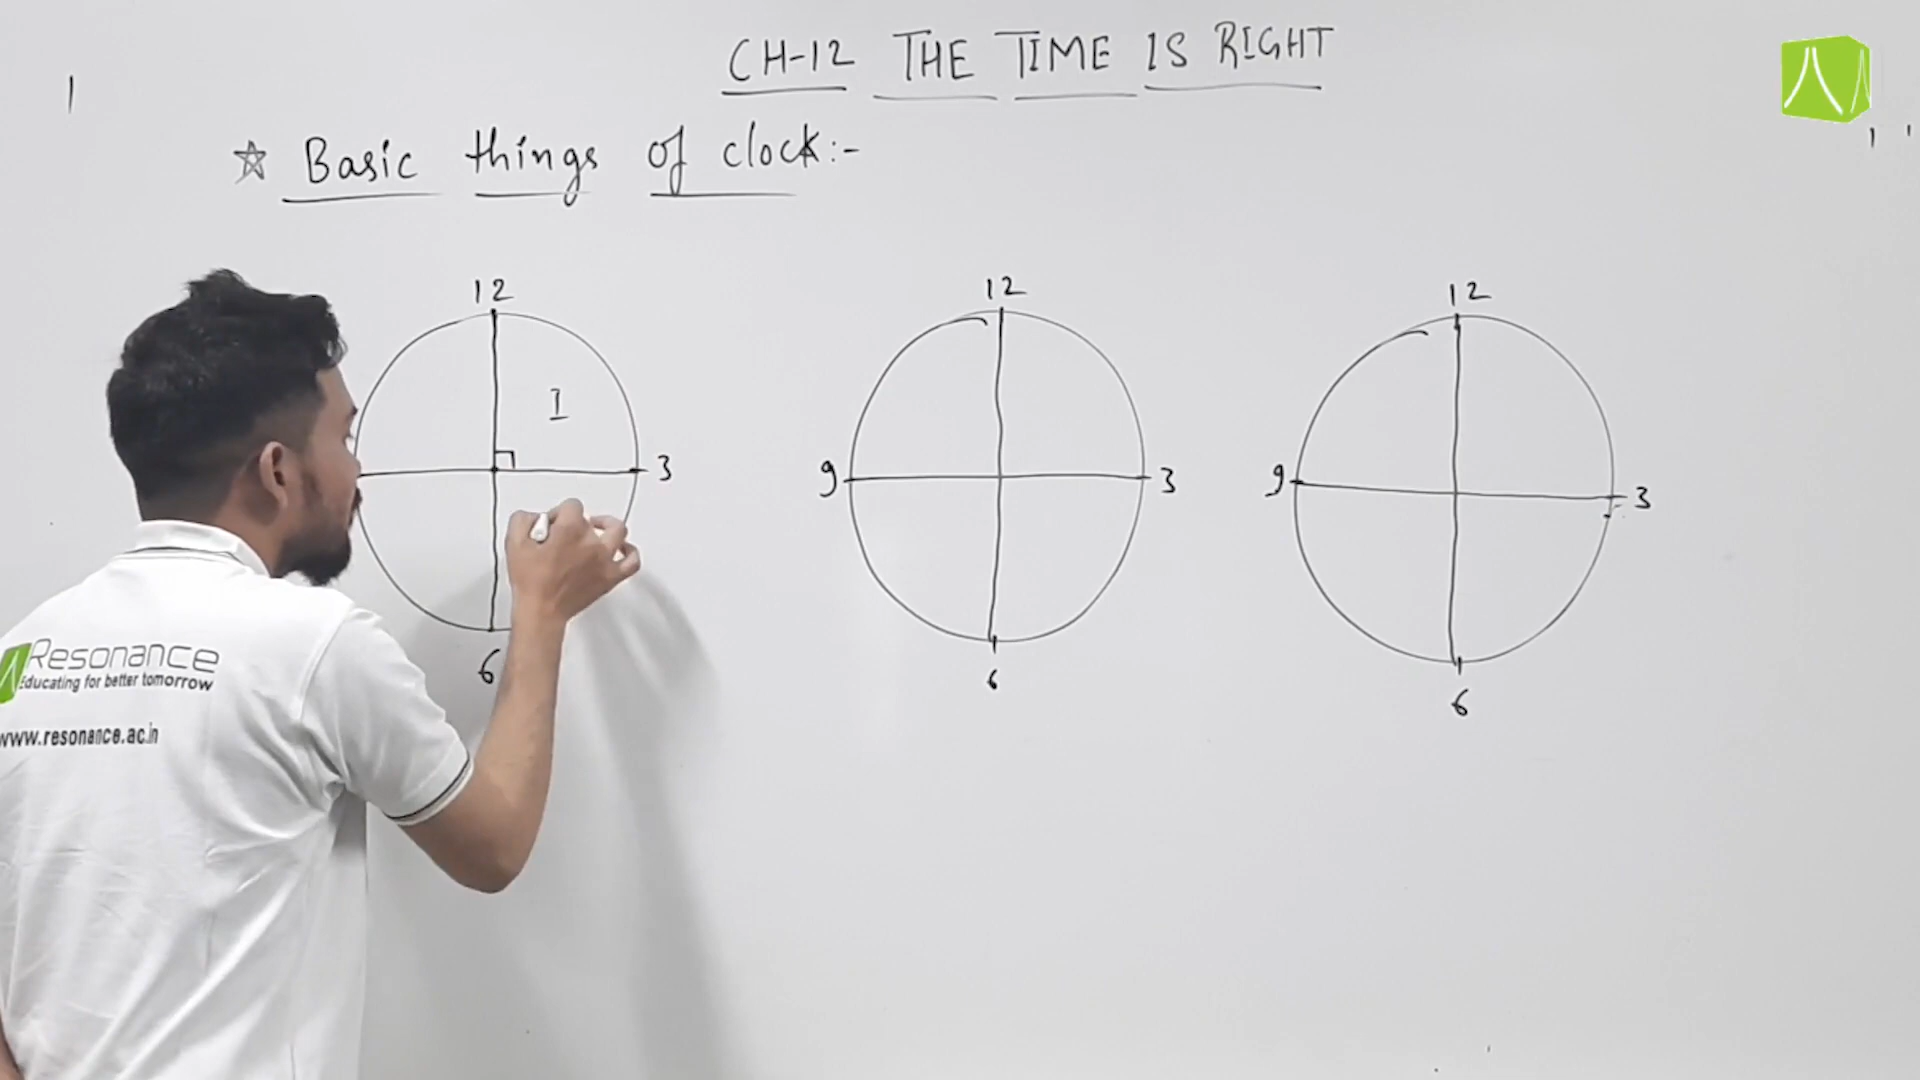 CH-12 THE TIME IS RIGHT
☆ Basic things of clock:-
12
I
3
6
12
9
3
6
12
9
3
6
Resonance
Educating for better tomorrow
www.resonance.ac.in